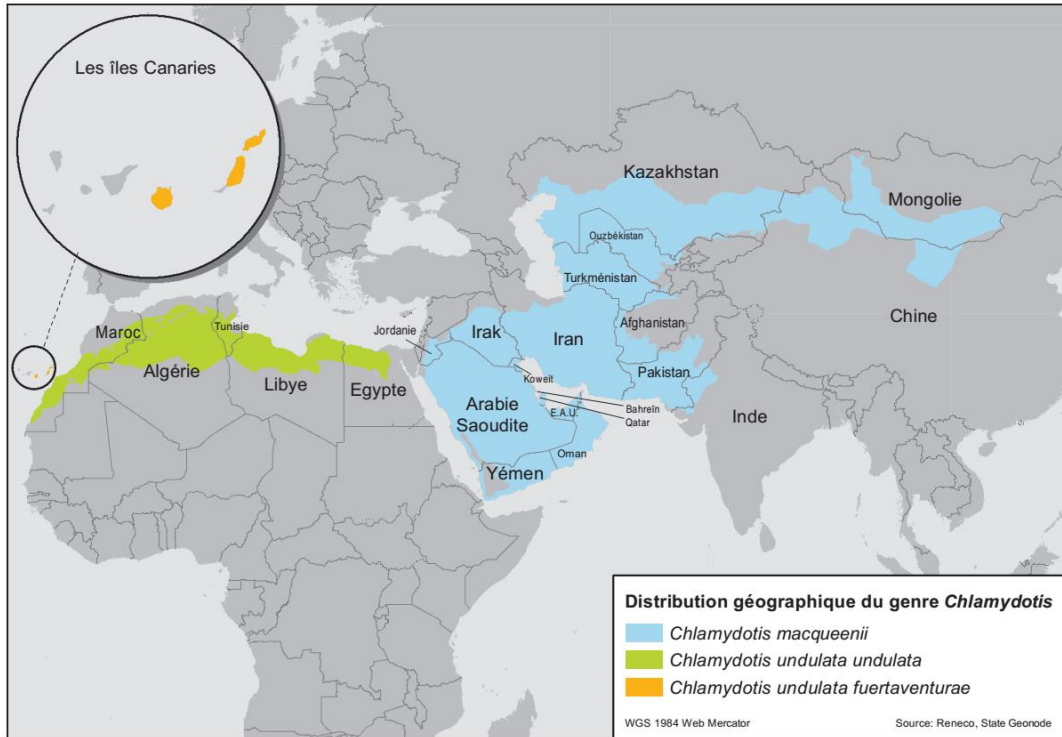 Les îles Canaries
Kazakhstan
Mongolie
Ouzbékistan
Turkménistan
Chine
Maroc
Tunisie
Jordanie
Irak
Iran
Afghanistan
Algérie
Libye
Egypte
Koweit
Pakistan
Arabie
Saoudite
E.A.U.
Bahreïn
Qatar
Inde
Oman
Yémen
Distribution géographique du genre Chlamydotis
Chlamydotis macqueenii
Chlamydotis undulata undulata
Chlamydotis undulata fuertaventurae
WGS 1984 Web Mercator
Source: Reneco, State Geonode